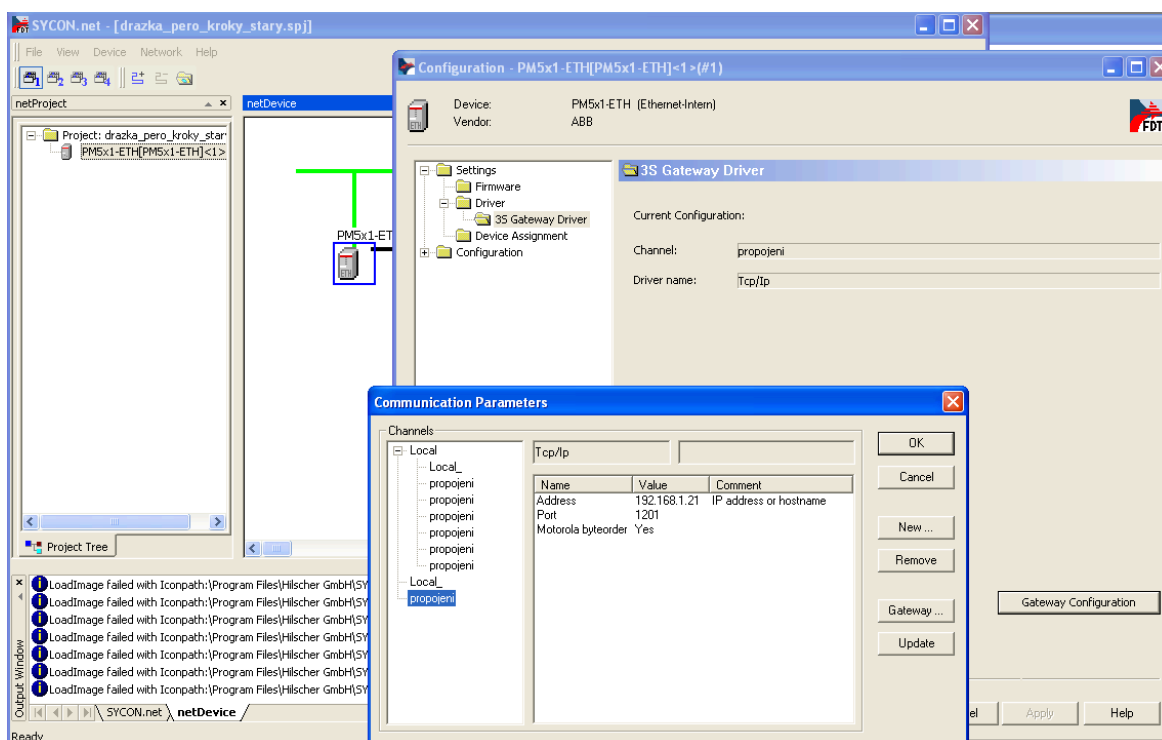 SYCON.net - [drazka_pero_kroky_stary.spj]
File View Device Network Help
1 2 3 4
netProject
netDevice
Project: drazka_pero_kroky_star
PM5x1-ETH[PM5x1-ETH]<1>
PM5x1-ET
ETH
Project Tree
Configuration - PM5x1-ETH[PM5x1-ETH]<1>(#1)
Device: PM5x1-ETH (Ethernet-Intern)
Vendor: ABB
FDT
Settings
Firmware
Driver
3S Gateway Driver
Device Assignment
Configuration
3S Gateway Driver
Current Configuration:
Channel: propojeni
Driver name: Tcp/Ip
Gateway Configuration
el Apply Help
Communication Parameters
Channels
Local
Local_
propojeni
propojeni
propojeni
propojeni
propojeni
propojeni
Local_
propojeni
Tcp/Ip
Name Value Comment
Address 192.168.1.21 IP address or hostname
Port 1201
Motorola byteorder Yes
OK
Cancel
New ...
Remove
Gateway ...
Update
Output Window
LoadImage failed with Iconpath:\Program Files\Hilscher GmbH\SY
LoadImage failed with Iconpath:\Program Files\Hilscher GmbH\SY
LoadImage failed with Iconpath:\Program Files\Hilscher GmbH\SY
LoadImage failed with Iconpath:\Program Files\Hilscher GmbH\SY
LoadImage failed with Iconpath:\Program Files\Hilscher GmbH\SY
LoadImage failed with Iconpath:\Program Files\Hilscher GmbH\SY
LoadImage failed with Iconpath:\Program Files\Hilscher GmbH\SY
SYCON.net netDevice
Ready